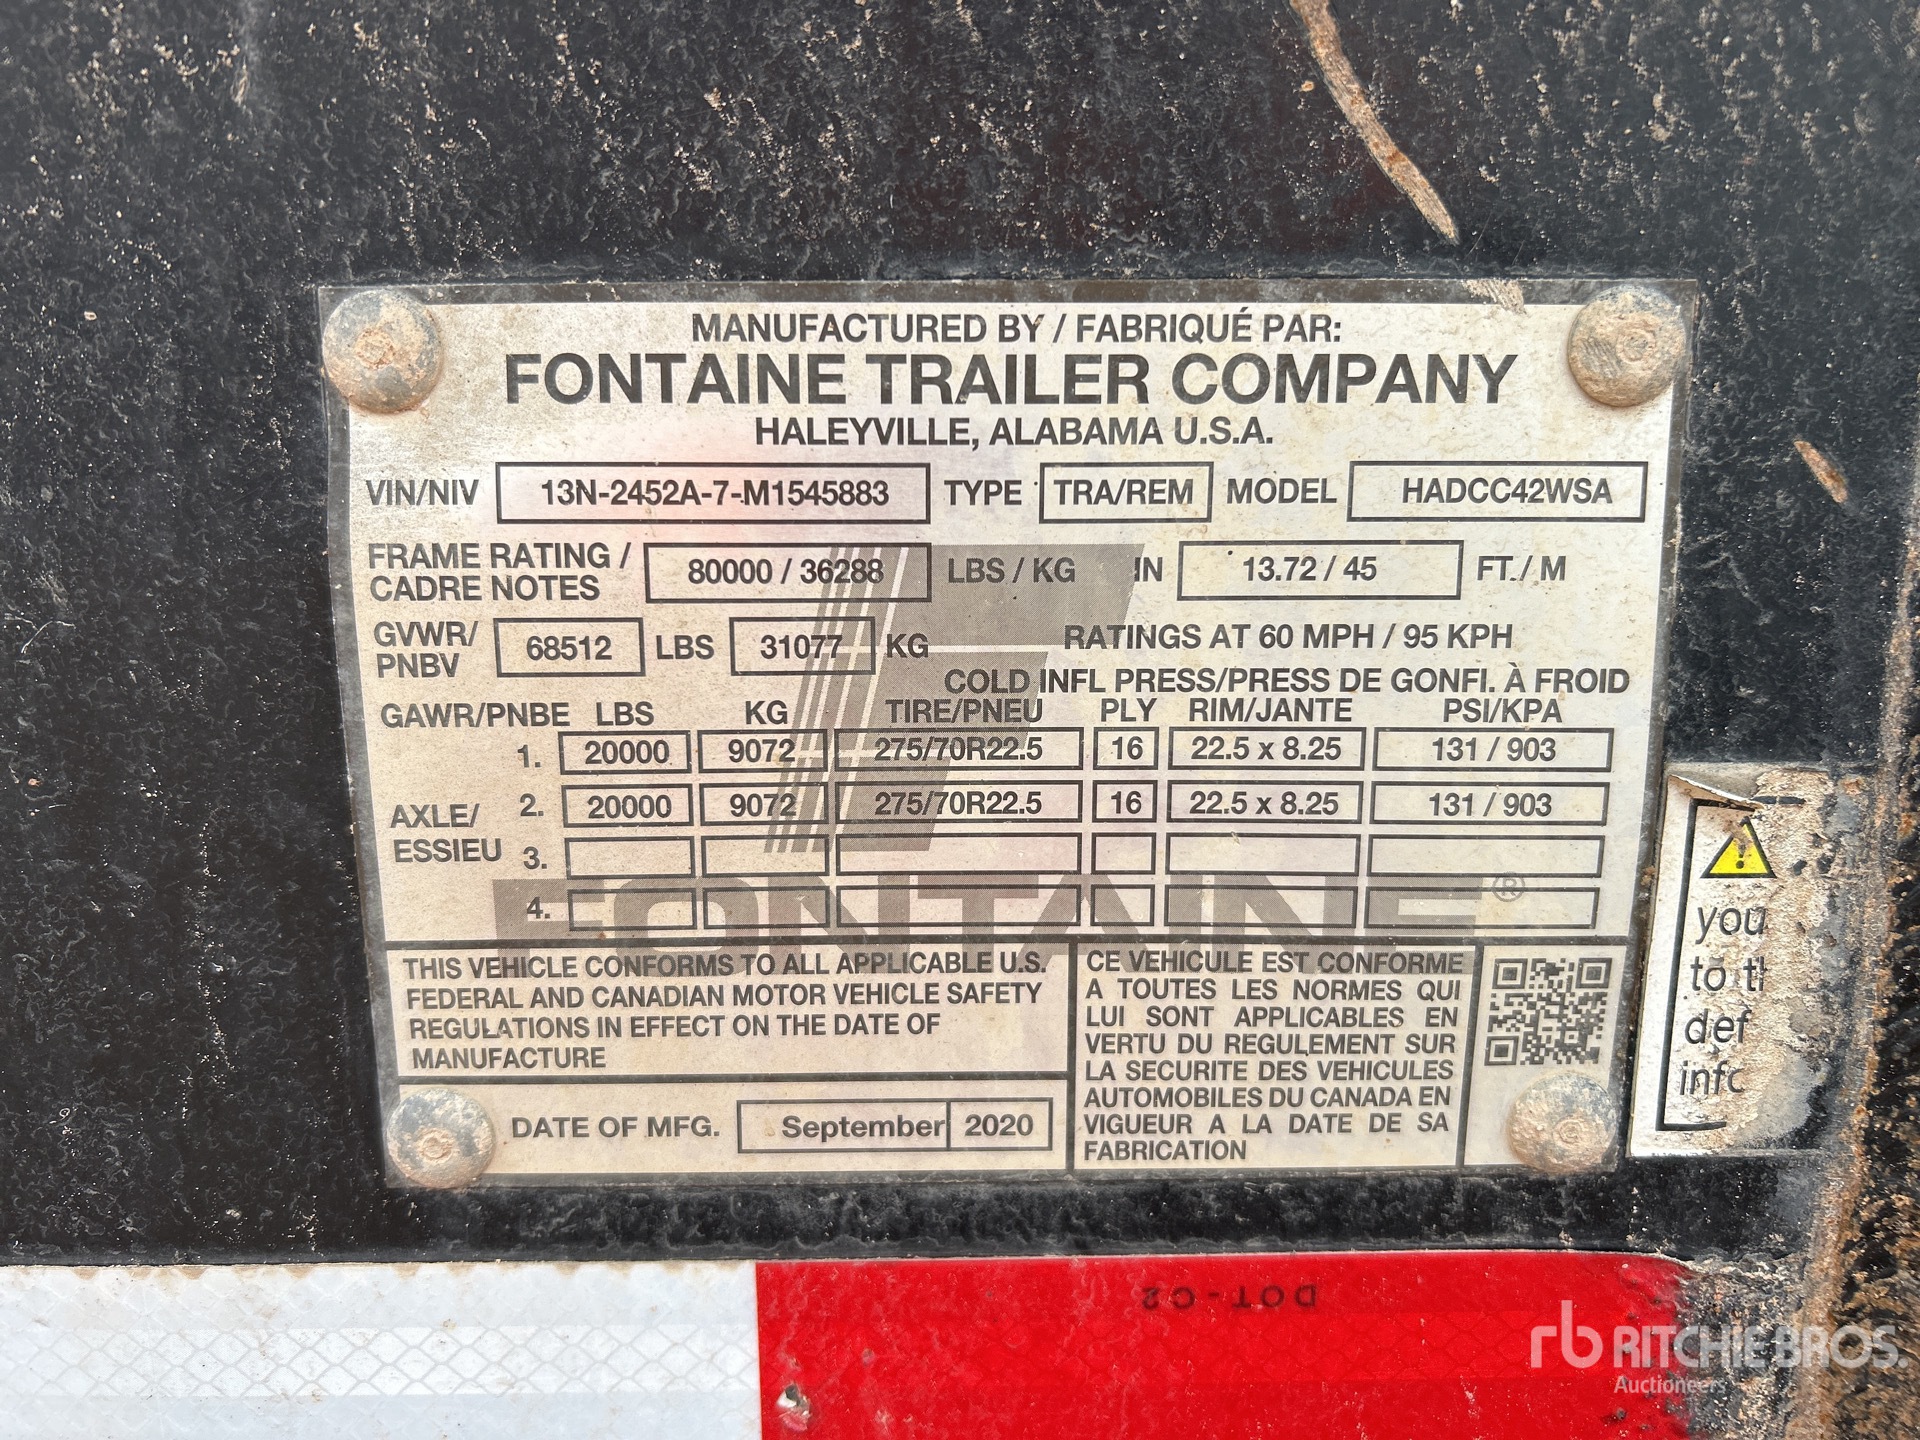 MANUFACTURED BY / FABRIQUÉ PAR:
FONTAINE TRAILER COMPANY
HALEYVILLE, ALABAMA U.S.A.
VIN/NIV 13N-2452A-7-M1545883 TYPE TRA/REM MODEL HADCC42WSA
FRAME RATING / CADRE NOTES 80000 / 36288 LBS / KG IN 13.72 / 45 FT. / M
GVWR/ PNBV 68512 LBS 31077 KG RATINGS AT 60 MPH / 95 KPH
COLD INFL PRESS/PRESS DE GONFI. À FROID
GAWR/PNBE LBS KG TIRE/PNEU PLY RIM/JANTE PSI/KPA
1. 20000 9072 275/70R22.5 16 22.5 x 8.25 131 / 903
AXLE/ ESSIEU
2. 20000 9072 275/70R22.5 16 22.5 x 8.25 131 / 903
3.
4.
FONTAINE ®
THIS VEHICLE CONFORMS TO ALL APPLICABLE U.S.
FEDERAL AND CANADIAN MOTOR VEHICLE SAFETY
REGULATIONS IN EFFECT ON THE DATE OF
MANUFACTURE
DATE OF MFG. September 2020
CE VEHICULE EST CONFORME
A TOUTES LES NORMES QUI
LUI SONT APPLICABLES EN
VERTU DU REGULEMENT SUR
LA SECURITE DES VEHICULES
AUTOMOBILES DU CANADA EN
VIGUEUR A LA DATE DE SA
FABRICATION
you
to th
def
info
DOT-C2
rb RITCHIE BROS.
Auctioneers